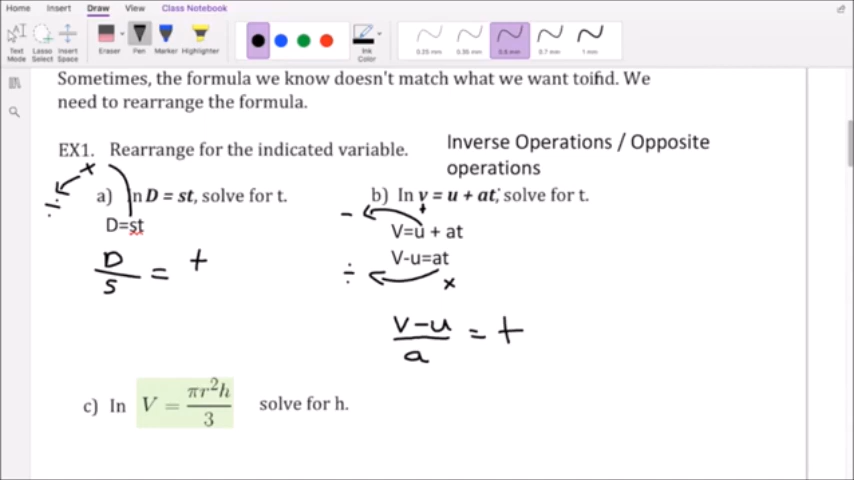 Home Insert Draw View Class Notebook
Text Mode
Lasso Select
Insert Space
Eraser
Pen
Marker
Highlighter
Ink Color
0.25 mm
0.35 mm
0.5 mm
0.7 mm
1 mm
Sometimes, the formula we know doesn't match what we want to find. We
need to rearrange the formula.
EX1. Rearrange for the indicated variable.
Inverse Operations / Opposite
operations
×
÷
a) In D = st, solve for t.
D=st
D/s = t
b) In v = u + at, solve for t.
+
−
V=u + at
V-u=at
÷
×
v-u/a = t
c) In V = πr²h/3 solve for h.